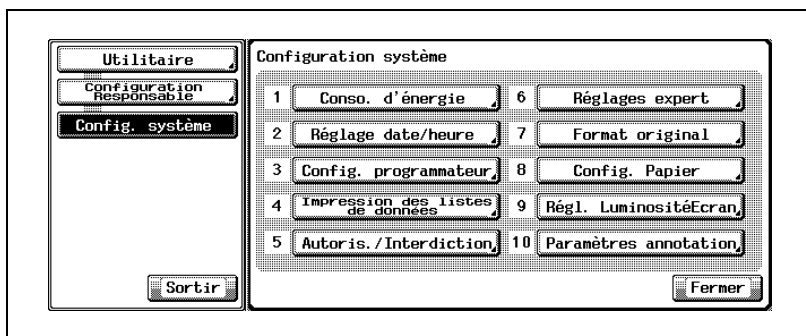 Utilitaire
Configuration
Responsable
Config. système
Sortir
Configuration système
1 Conso. d'énergie
2 Réglage date/heure
3 Config. programmateur
4 Impression des listes
de données
5 Autoris./Interdiction
6 Réglages expert
7 Format original
8 Config. Papier
9 Régl. LuminositéEcran
10 Paramètres annotation
Fermer